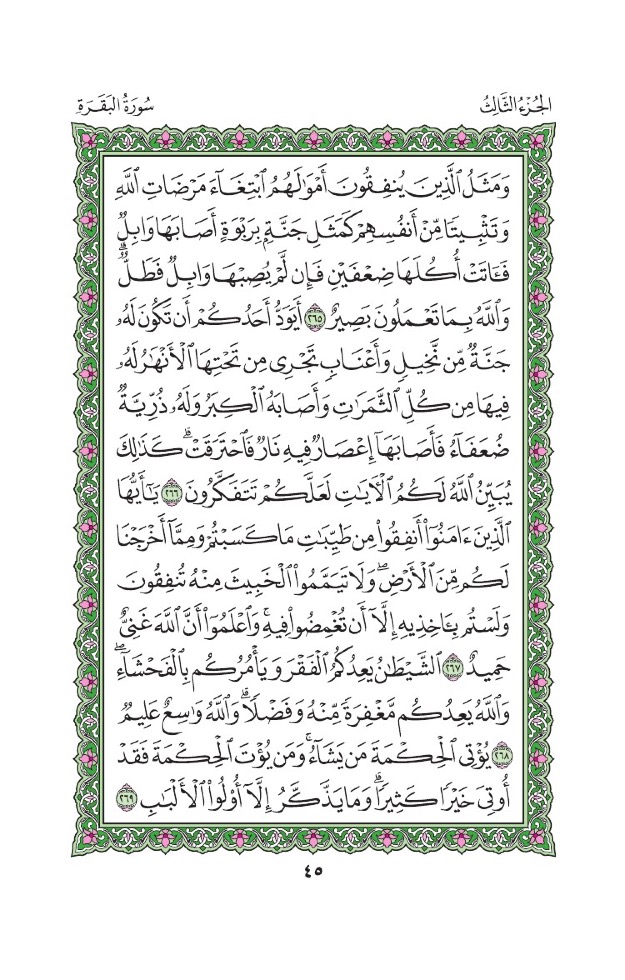 الجُزْءُ الثَّالِثُ
سُورَةُ البَقَرَةِ
وَمَثَلُ ٱلَّذِينَ يُنفِقُونَ أَمْوَٰلَهُمُ ٱبْتِغَآءَ مَرْضَاتِ ٱللَّهِ
وَتَثْبِيتًا مِّنْ أَنفُسِهِمْ كَمَثَلِ جَنَّةٍۭ بِرَبْوَةٍ أَصَابَهَا وَابِلٌ
فَـَٔاتَتْ أُكُلَهَا ضِعْفَيْنِ فَإِن لَّمْ يُصِبْهَا وَابِلٌ فَطَلٌّۗ
وَٱللَّهُ بِمَا تَعْمَلُونَ بَصِيرٌ ٢٦٥ أَيَوَدُّ أَحَدُكُمْ أَن تَكُونَ لَهُۥ
جَنَّةٌ مِّن نَّخِيلٍ وَأَعْنَابٍ تَجْرِى مِن تَحْتِهَا ٱلْأَنْهَٰرُ لَهُۥ
فِيهَا مِن كُلِّ ٱلثَّمَرَٰتِ وَأَصَابَهُ ٱلْكِبَرُ وَلَهُۥ ذُرِّيَّةٌ
ضُعَفَآءُ فَأَصَابَهَآ إِعْصَارٌ فِيهِ نَارٌ فَٱحْتَرَقَتْۗ كَذَٰلِكَ
يُبَيِّنُ ٱللَّهُ لَكُمُ ٱلْـَٔايَٰتِ لَعَلَّكُمْ تَتَفَكَّرُونَ ٢٦٦ يَٰٓأَيُّهَا
ٱلَّذِينَ ءَامَنُوٓا۟ أَنفِقُوا۟ مِن طَيِّبَٰتِ مَا كَسَبْتُمْ وَمِمَّآ أَخْرَجْنَا
لَكُم مِّنَ ٱلْأَرْضِۖ وَلَا تَيَمَّمُوا۟ ٱلْخَبِيثَ مِنْهُ تُنفِقُونَ
وَلَسْتُم بِـَٔاخِذِيهِ إِلَّآ أَن تُغْمِضُوا۟ فِيهِۚ وَٱعْلَمُوٓا۟ أَنَّ ٱللَّهَ غَنِىٌّ
حَمِيدٌ ٢٦٧ ٱلشَّيْطَٰنُ يَعِدُكُمُ ٱلْفَقْرَ وَيَأْمُرُكُم بِٱلْفَحْشَآءِۖ
وَٱللَّهُ يَعِدُكُم مَّغْفِرَةً مِّنْهُ وَفَضْلًاۗ وَٱللَّهُ وَٰسِعٌ عَلِيمٌ
٢٦٨ يُؤْتِى ٱلْحِكْمَةَ مَن يَشَآءُۚ وَمَن يُؤْتَ ٱلْحِكْمَةَ فَقَدْ
أُوتِىَ خَيْرًا كَثِيرًاۗ وَمَا يَذَّكَّرُ إِلَّآ أُو۟لُوا۟ ٱلْأَلْبَٰبِ ٢٦٩
٤٥